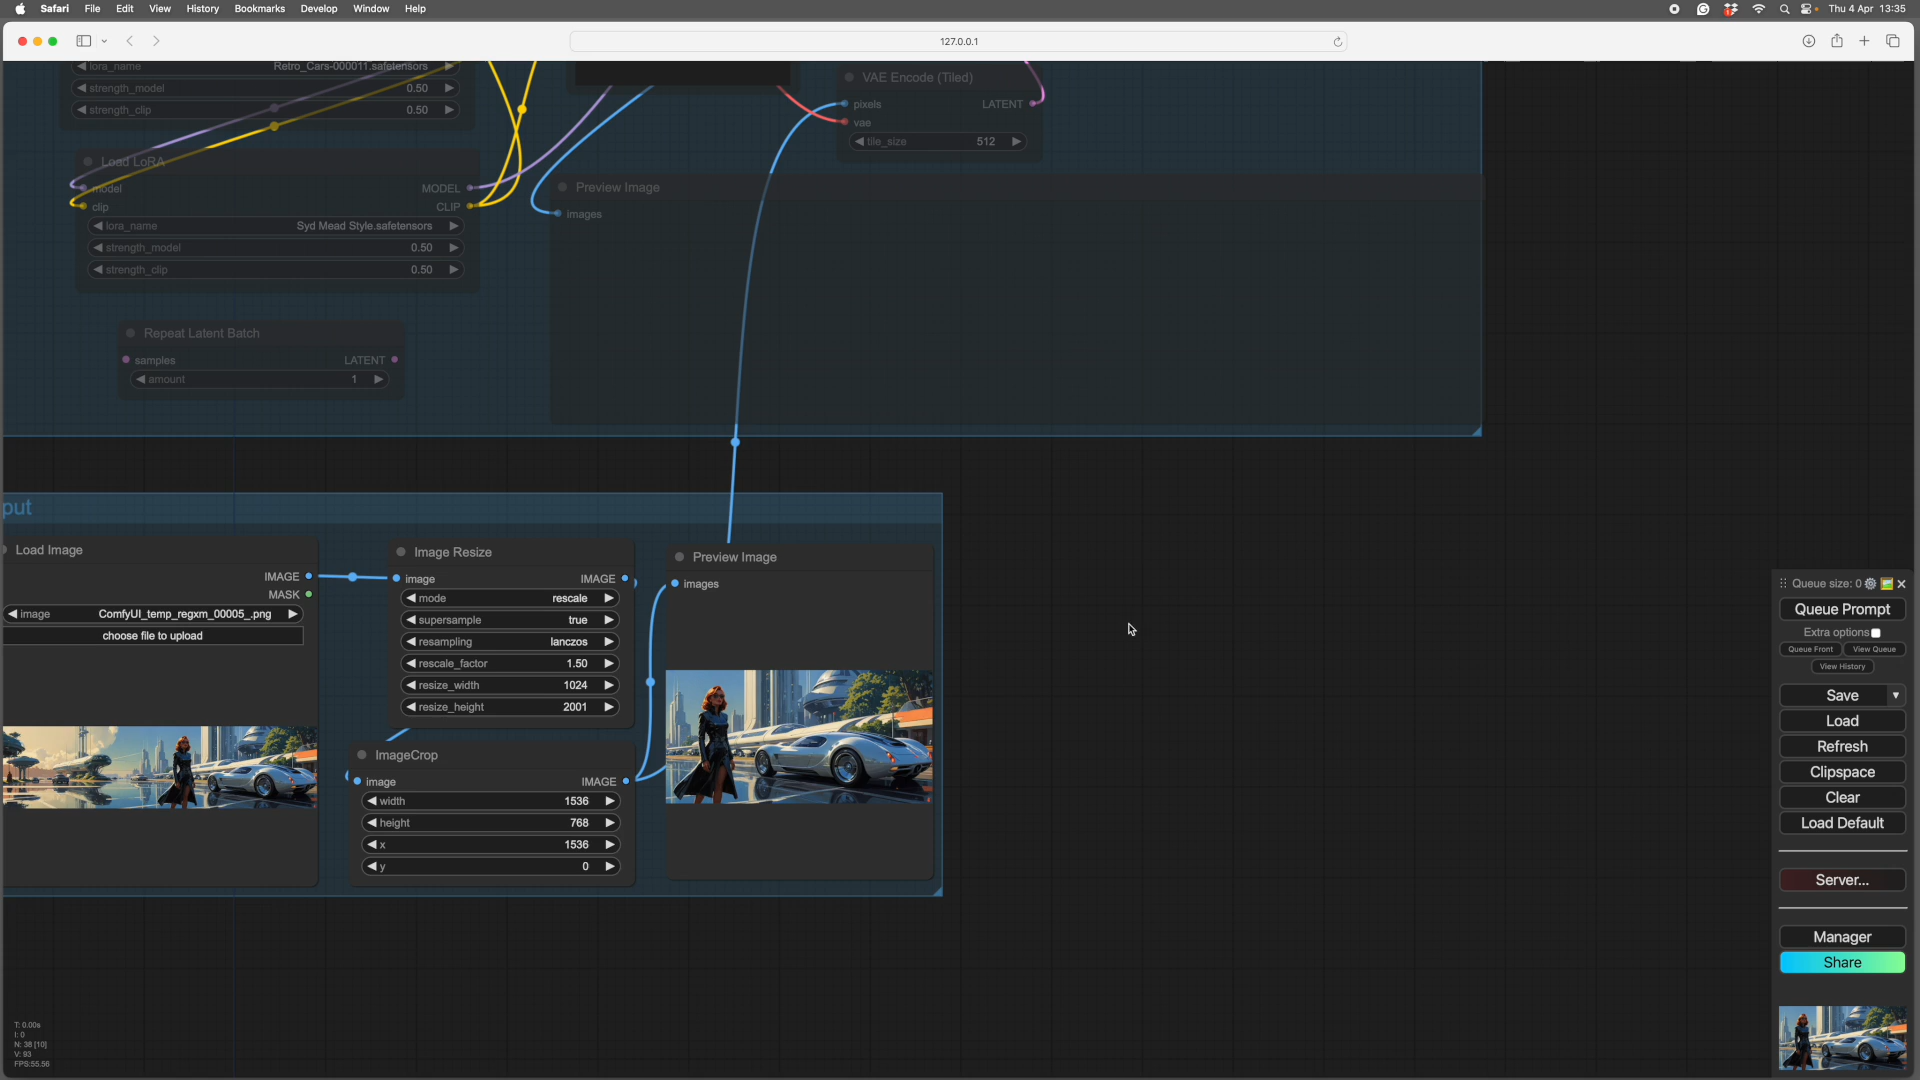 Safari File Edit View History Bookmarks Develop Window Help
Thu 4 Apr 13:35
127.0.0.1
lora_name Retro_Cars-000011.safetensors
strength_model 0.50
strength_clip 0.50
Load LoRA
model MODEL
clip CLIP
lora_name Syd Mead Style.safetensors
strength_model 0.50
strength_clip 0.50
Repeat Latent Batch
samples LATENT
amount 1
VAE Encode (Tiled)
pixels LATENT
vae
tile_size 512
Preview Image
images
put
Load Image
IMAGE
MASK
image ComfyUI_temp_regxm_00005_.png
choose file to upload
Image Resize
image IMAGE
mode rescale
supersample true
resampling lanczos
rescale_factor 1.50
resize_width 1024
resize_height 2001
ImageCrop
image IMAGE
width 1536
height 768
x 1536
y 0
Preview Image
images
Queue size: 0
Queue Prompt
Extra options
Queue Front View Queue
View History
Save
Load
Refresh
Clipspace
Clear
Load Default
Server...
Manager
Share
T: 0.00s
I: 0
N: 38 [10]
V: 93
FPS:55.56